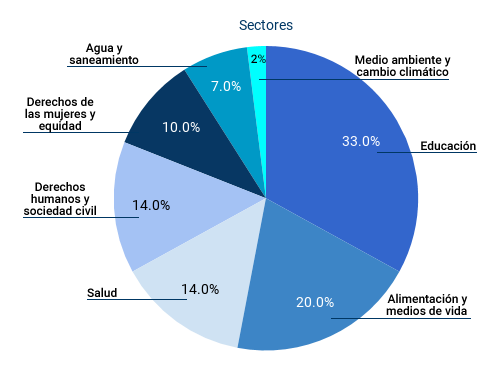 Sectores
Agua y
saneamiento
2%
Medio ambiente y
cambio climático
7.0%
Derechos de
las mujeres y
equidad
10.0%
33.0%
Educación
Derechos
humanos y
sociedad civil
14.0%
Salud
14.0%
20.0%
Alimentación y
medios de vida